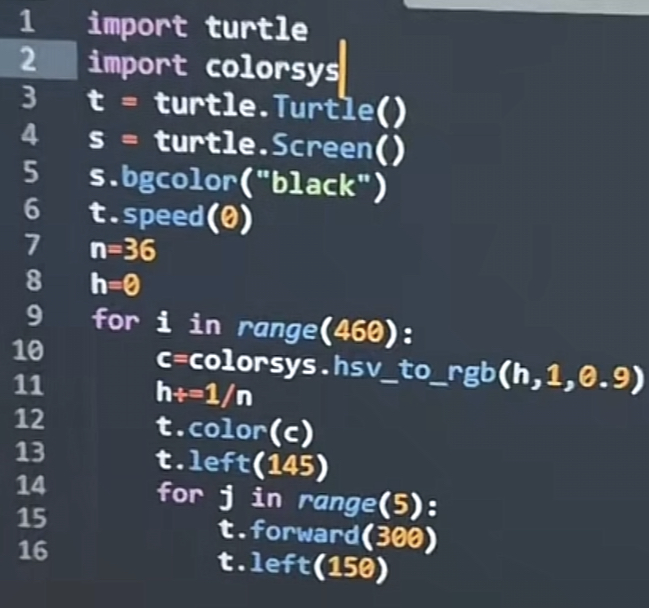 1 import turtle
2 import colorsys
3 t = turtle.Turtle()
4 s = turtle.Screen()
5 s.bgcolor("black")
6 t.speed(0)
7 n=36
8 h=0
9 for i in range(460):
10 c=colorsys.hsv_to_rgb(h,1,0.9)
11 h+=1/n
12 t.color(c)
13 t.left(145)
14 for j in range(5):
15 t.forward(300)
16 t.left(150)